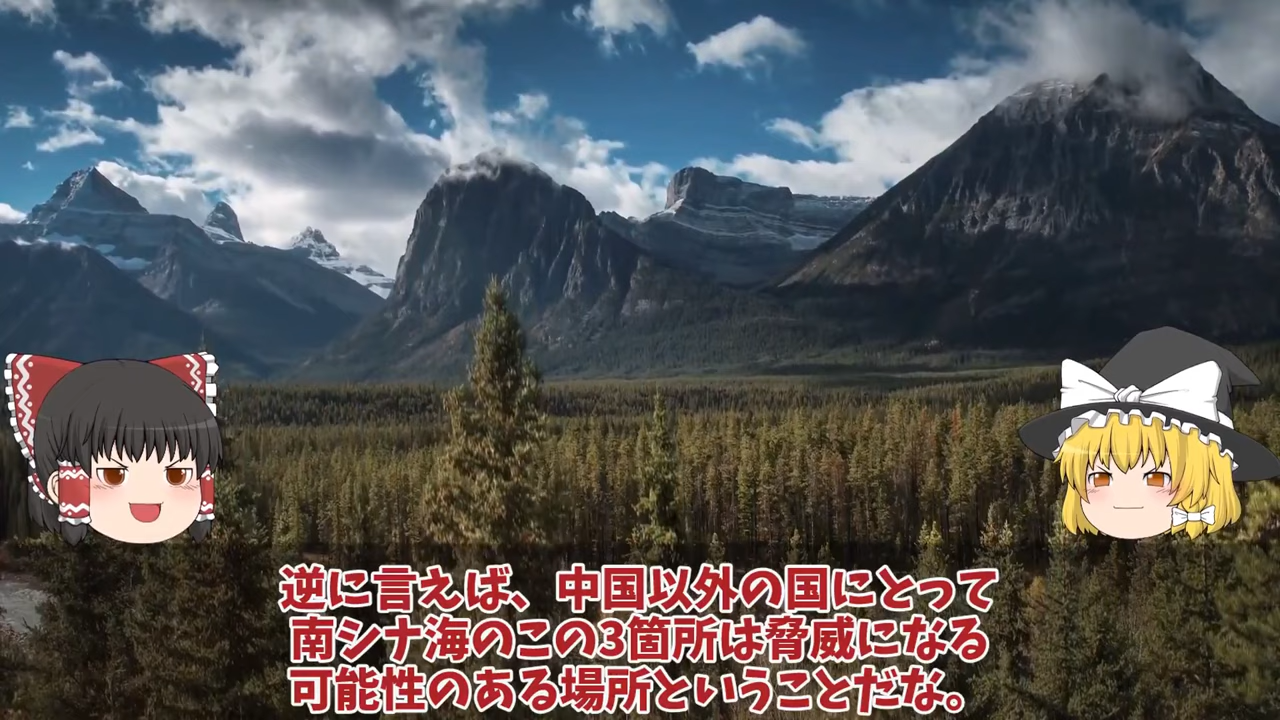 逆に言えば、中国以外の国にとって
南シナ海のこの3箇所は脅威になる
可能性のある場所ということだな。